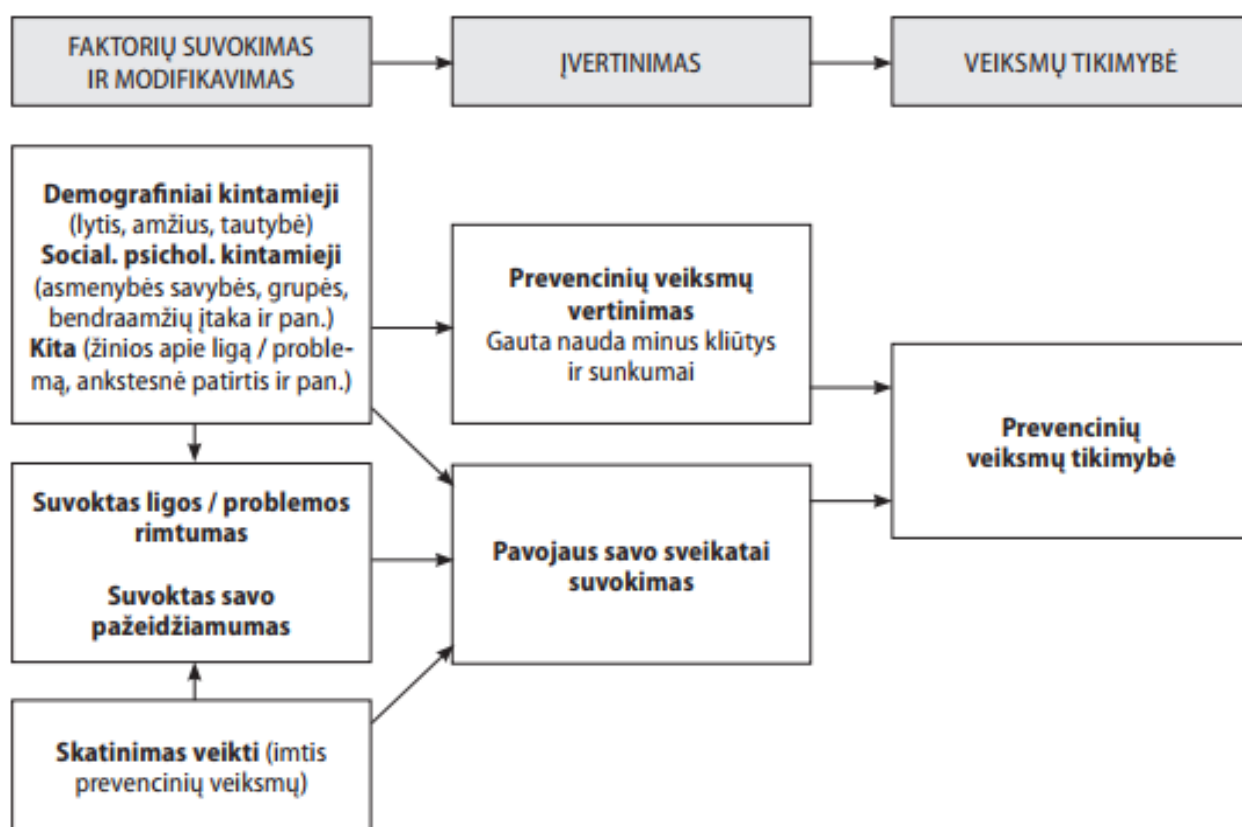 FAKTORIŲ SUVOKIMAS
IR MODIFIKAVIMAS
ĮVERTINIMAS
VEIKSMŲ TIKIMYBĖ
Demografiniai kintamieji
(lytis, amžius, tautybė)
Social. psichol. kintamieji
(asmenybės savybės, grupės,
bendraamžių įtaka ir pan.)
Kita (žinios apie ligą / proble-
mą, ankstesnė patirtis ir pan.)
Prevencinių veiksmų
vertinimas
Gauta nauda minus kliūtys
ir sunkumai
Prevencinių
veiksmų tikimybė
Suvoktas ligos / problemos
rimtumas
Suvoktas savo
pažeidžiamumas
Pavojaus savo sveikatai
suvokimas
Skatinimas veikti (imtis
prevencinių veiksmų)